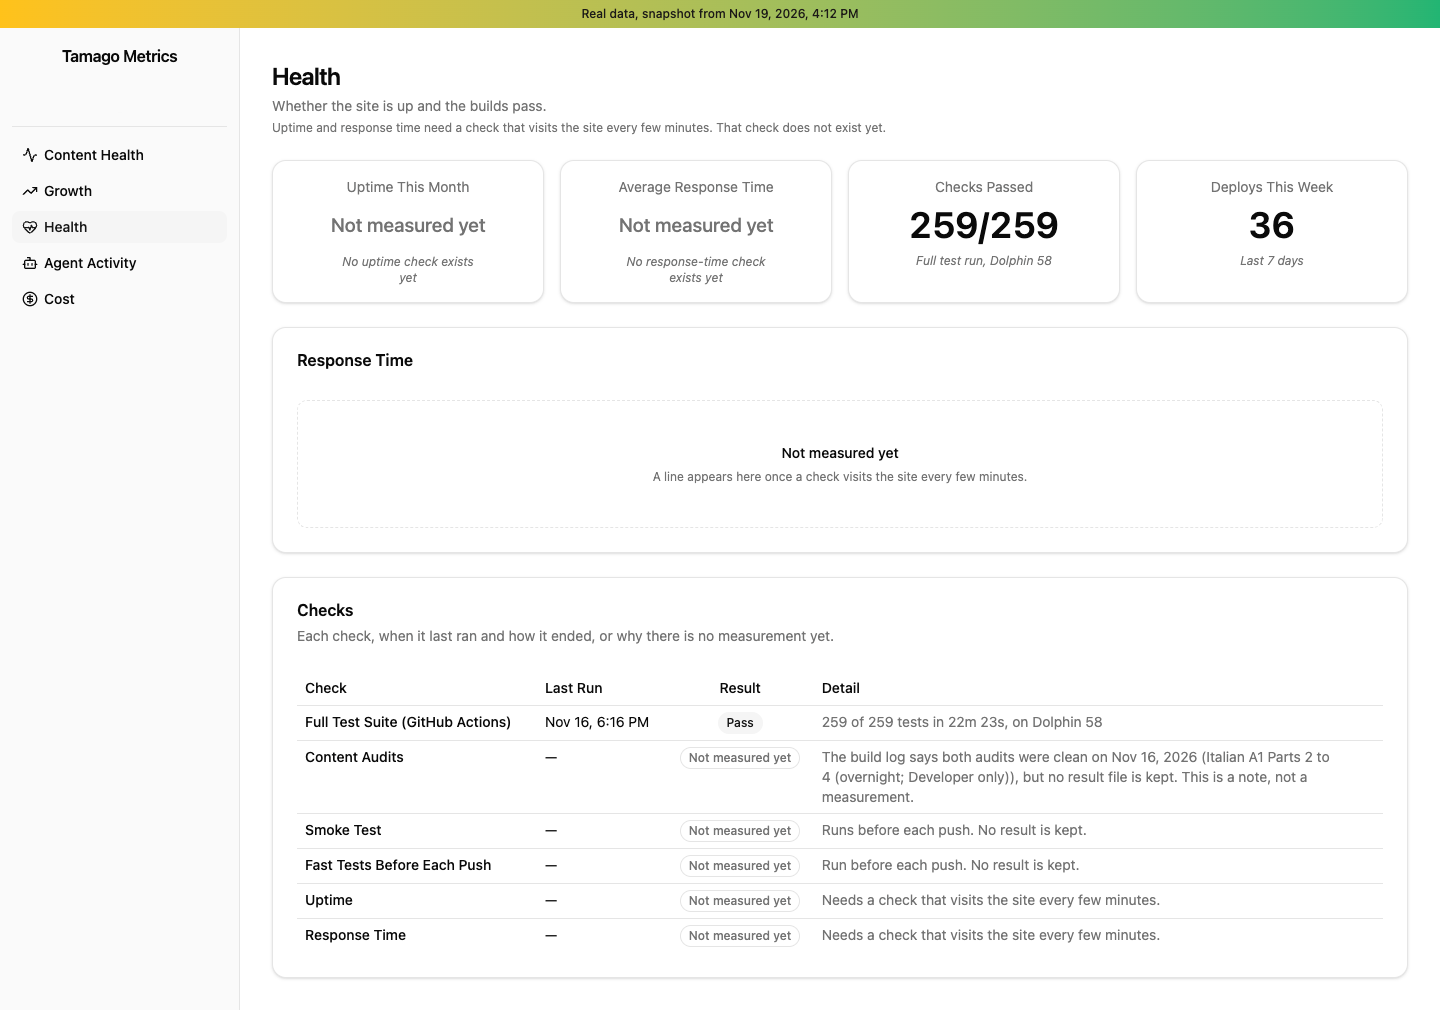 Real data, snapshot from Nov 19, 2026, 4:12 PM
Tamago Metrics
Content Health
Growth
Health
Agent Activity
Cost
Health
Whether the site is up and the builds pass.
Uptime and response time need a check that visits the site every few minutes. That check does not exist yet.
Uptime This Month
Not measured yet
No uptime check exists
yet
Average Response Time
Not measured yet
No response-time check
exists yet
Checks Passed
259/259
Full test run, Dolphin 58
Deploys This Week
36
Last 7 days
Response Time
Not measured yet
A line appears here once a check visits the site every few minutes.
Checks
Each check, when it last ran and how it ended, or why there is no measurement yet.
Check Last Run Result Detail
Full Test Suite (GitHub Actions) Nov 16, 6:16 PM Pass 259 of 259 tests in 22m 23s, on Dolphin 58
Content Audits — Not measured yet The build log says both audits were clean on Nov 16, 2026 (Italian A1 Parts 2 to
4 (overnight; Developer only)), but no result file is kept. This is a note, not a
measurement.
Smoke Test — Not measured yet Runs before each push. No result is kept.
Fast Tests Before Each Push — Not measured yet Run before each push. No result is kept.
Uptime — Not measured yet Needs a check that visits the site every few minutes.
Response Time — Not measured yet Needs a check that visits the site every few minutes.